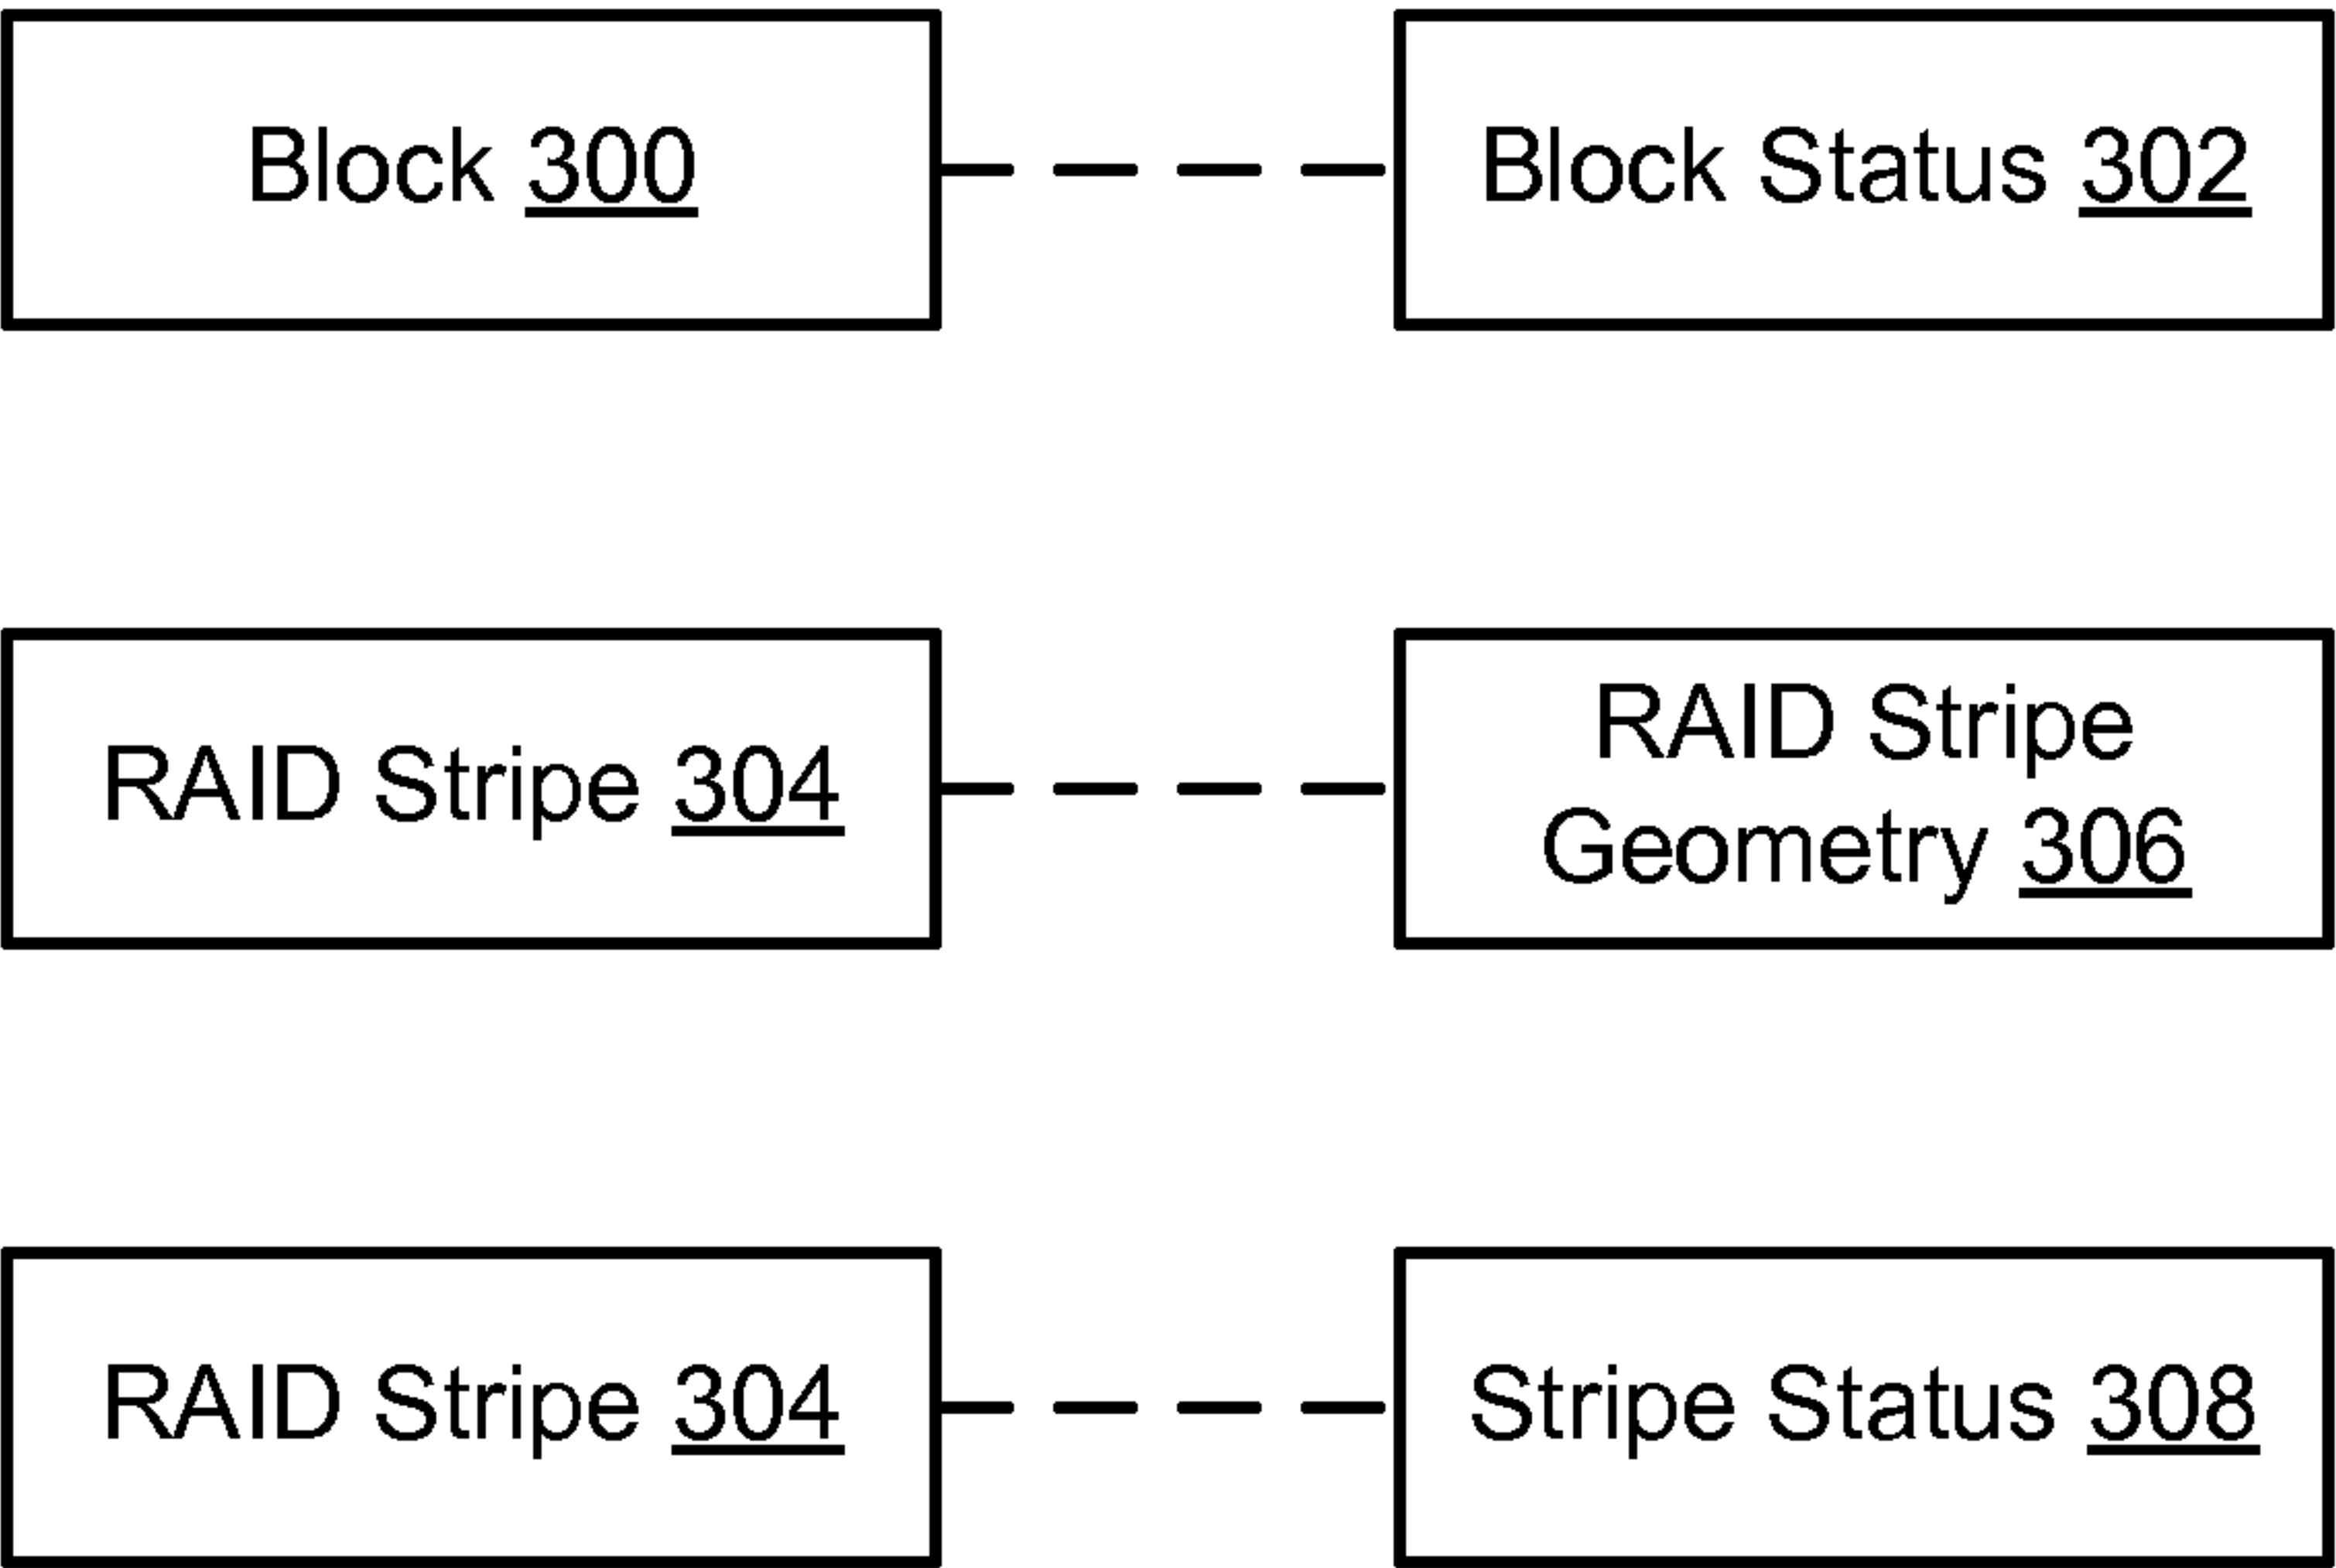 Block 300
Block Status 302
RAID Stripe 304
RAID Stripe
Geometry 306
RAID Stripe 304
Stripe Status 308